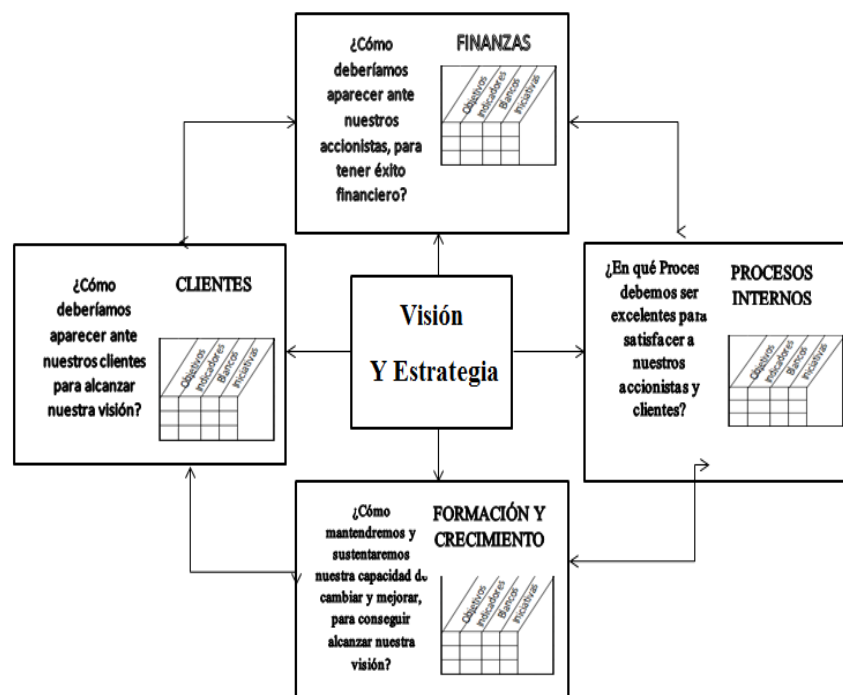 ¿Cómo
deberíamos
aparecer ante
nuestros
accionistas, para
tener éxito
financiero?
FINANZAS
Objetivos
Indicadores
Blancos
Iniciativas
¿Cómo
deberíamos
aparecer ante
nuestros clientes
para alcanzar
nuestra visión?
CLIENTES
Objetivos
Indicadores
Blancos
Iniciativas
Visión
Y Estrategia
¿En qué Proces
debemos ser
excelentes para
satisfacer a
nuestros
accionistas y
clientes?
PROCESOS
INTERNOS
Objetivos
Indicadores
Blancos
Iniciativas
¿Cómo
mantendremos y
sustentaremos
nuestra capacidad de
cambiar y mejorar,
para conseguir
alcanzar nuestra
visión?
FORMACIÓN Y
CRECIMIENTO
Objetivos
Indicadores
Blancos
Iniciativas